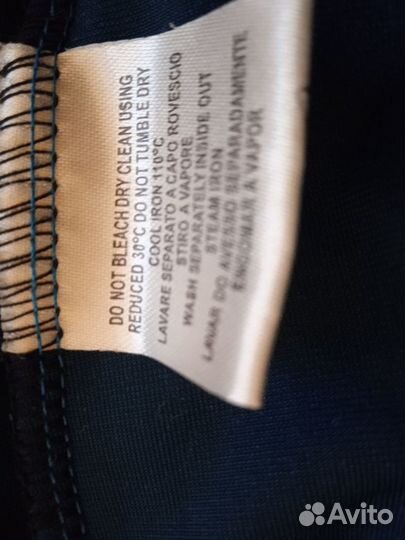 DO NOT BLEACH DRY CLEAN USING
REDUCED 30°C DO NOT TUMBLE DRY
COOL IRON 110°C
LAVARE SEPARATO A CAPO ROVESCIO
STIRO A VAPORE
WASH SEPARATELY INSIDE OUT
STEAM IRON
LAVAR DO AVESSO SEPARADAMENTE
ENGOMAR A VAPOR
Avito